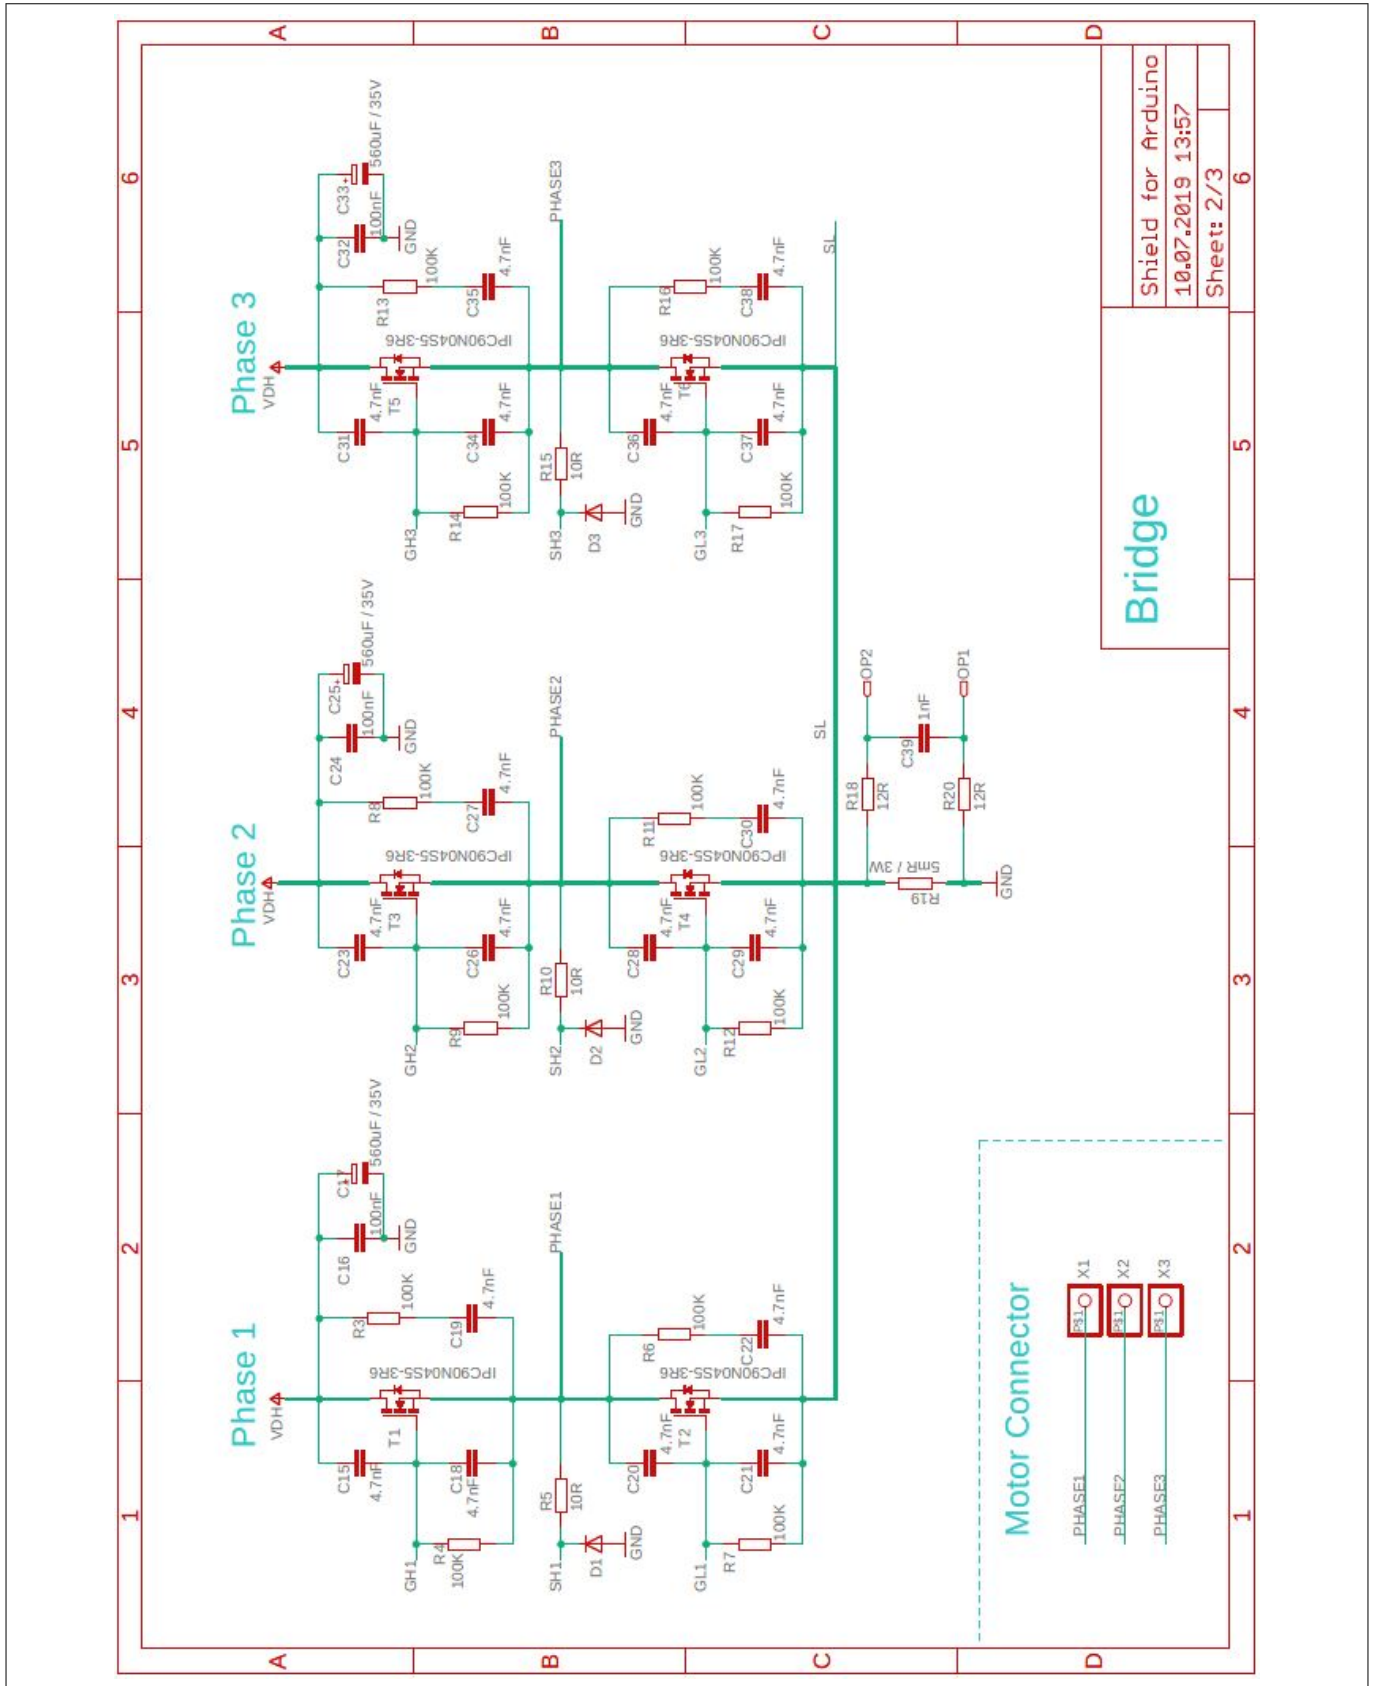 A
B
C
D
6
5
4
3
2
1
Phase 1
VDH
C15
4.7nF
T1
IPC90N04S5-3R6
R3
100K
C16
100nF
C17
+
560uF / 35V
GND
GH1
R4
100K
C18
4.7nF
C19
4.7nF
PHASE1
SH1
R5
10R
D1
GND
C20
4.7nF
T2
IPC90N04S5-3R6
R6
100K
GL1
R7
100K
C21
4.7nF
C22
4.7nF
Phase 2
VDH
C23
4.7nF
T3
IPC90N04S5-3R6
R8
100K
C24
100nF
C25
+
560uF / 35V
GND
GH2
R9
100K
C26
4.7nF
C27
4.7nF
PHASE2
SH2
R10
10R
D2
GND
C28
4.7nF
T4
IPC90N04S5-3R6
R11
100K
GL2
R12
100K
C29
4.7nF
C30
4.7nF
SL
Phase 3
VDH
C31
4.7nF
T5
IPC90N04S5-3R6
R13
100K
C32
100nF
C33
+
560uF / 35V
GND
GH3
R14
100K
C34
4.7nF
C35
4.7nF
PHASE3
SH3
R15
10R
D3
GND
C36
4.7nF
T6
IPC90N04S5-3R6
R16
100K
GL3
R17
100K
C37
4.7nF
C38
4.7nF
SL
R18
12R
OP2
C39
1nF
R19
5mR / 3W
R20
12R
OP1
GND
Motor Connector
PHASE1
P$1
X1
PHASE2
P$1
X2
PHASE3
P$1
X3
Bridge
Shield for Arduino
10.07.2019 13:57
Sheet: 2/3
1
2
3
4
5
6
A
B
C
D